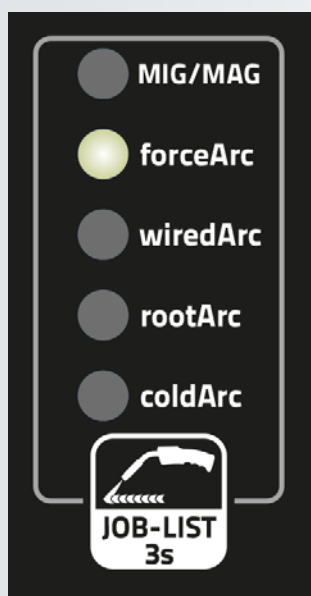 MIG/MAG
forceArc
wiredArc
rootArc
coldArc
JOB-LIST
3s